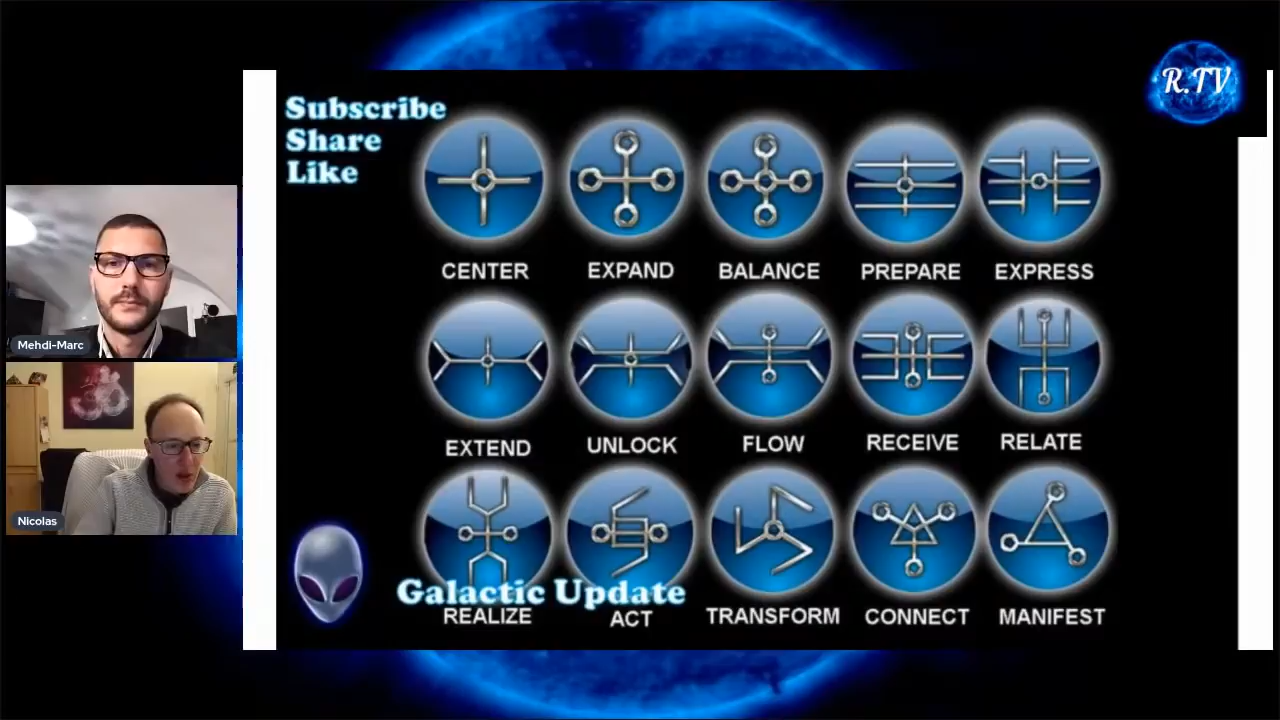 R.TV
Subscribe
Share
Like
CENTER EXPAND BALANCE PREPARE EXPRESS
Mehdi-Marc
EXTEND UNLOCK FLOW RECEIVE RELATE
Nicolas
Galactic Update
REALIZE ACT TRANSFORM CONNECT MANIFEST